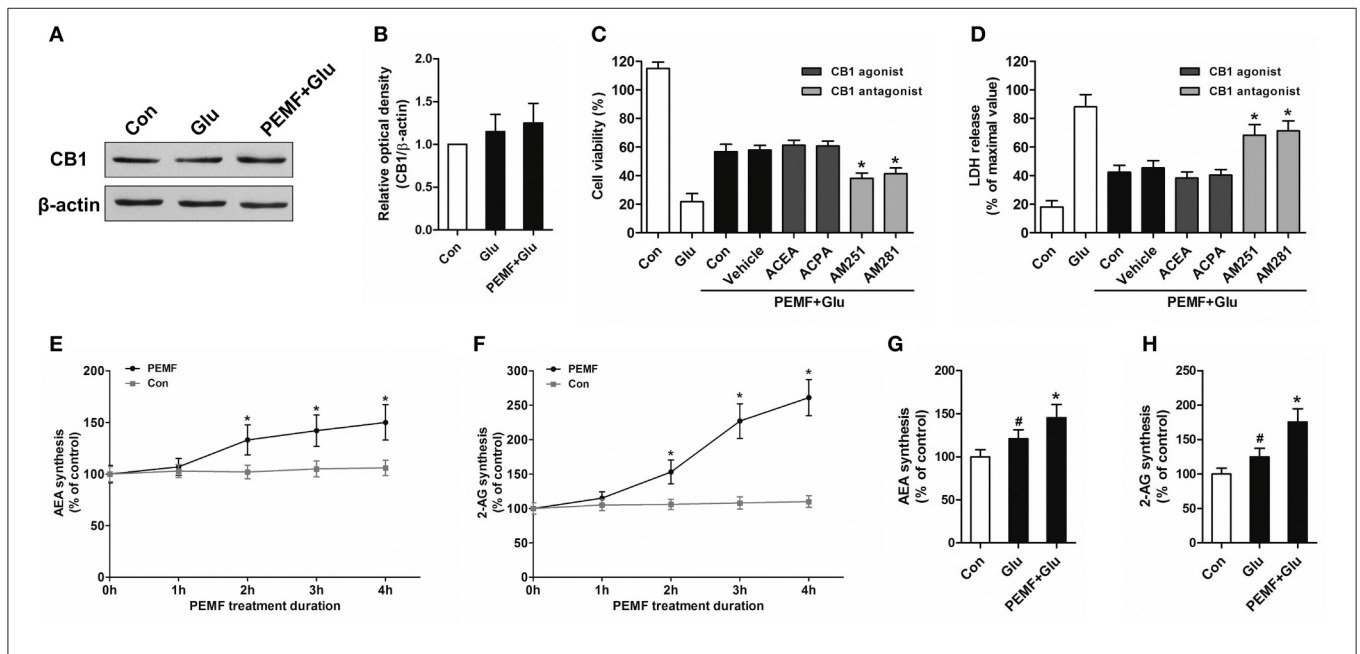 A
Con
Glu
PEMF+Glu
CB1
β-actin
B
Relative optical density
(CB1/β-actin)
2.0
1.5
1.0
0.5
0.0
Con
Glu
PEMF+Glu
C
Cell viability (%)
120
100
80
60
40
20
0
CB1 agonist
CB1 antagonist
*
*
Con
Glu
Con
Vehicle
ACEA
ACPA
AM251
AM281
PEMF+Glu
D
LDH release
(% of maximal value)
120
100
80
60
40
20
0
CB1 agonist
CB1 antagonist
*
*
Con
Glu
Con
Vehicle
ACEA
ACPA
AM251
AM281
PEMF+Glu
E
AEA synthesis
(% of control)
200
150
100
50
0
PEMF
Con
*
*
*
0h
1h
2h
3h
4h
PEMF treatment duration
F
2-AG synthesis
(% of control)
300
250
200
150
100
50
0
PEMF
Con
*
*
*
0h
1h
2h
3h
4h
PEMF treatment duration
G
AEA synthesis
(% of control)
200
150
100
50
0
#
*
Con
Glu
PEMF+Glu
H
2-AG synthesis
(% of control)
250
200
150
100
50
0
#
*
Con
Glu
PEMF+Glu